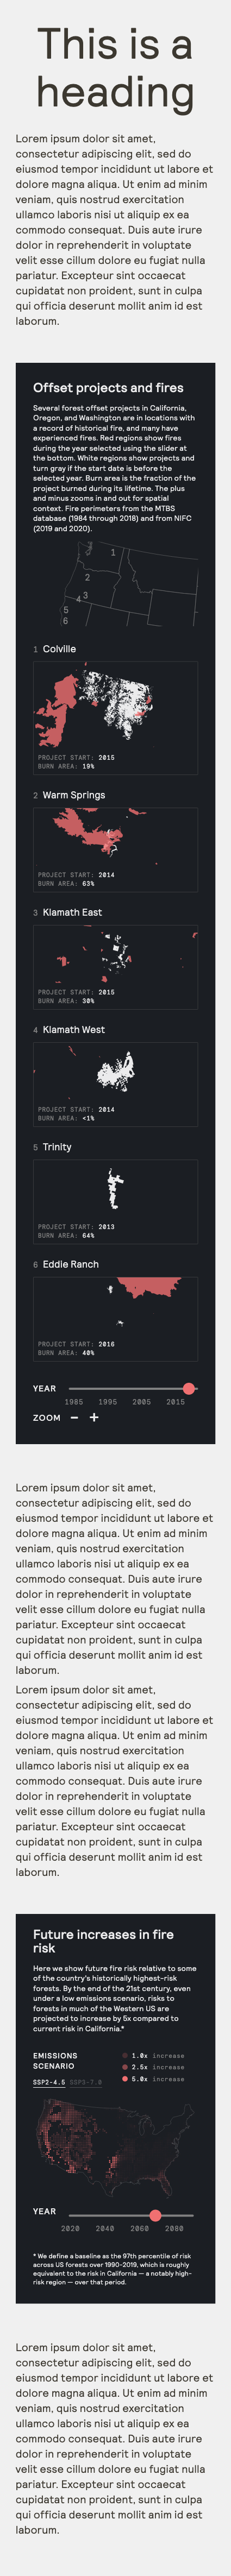 This is a
heading
Lorem ipsum dolor sit amet,
consectetur adipiscing elit, sed do
eiusmod tempor incididunt ut labore et
dolore magna aliqua. Ut enim ad minim
veniam, quis nostrud exercitation
ullamco laboris nisi ut aliquip ex ea
commodo consequat. Duis aute irure
dolor in reprehenderit in voluptate
velit esse cillum dolore eu fugiat nulla
pariatur. Excepteur sint occaecat
cupidatat non proident, sunt in culpa
qui officia deserunt mollit anim id est
laborum.
Offset projects and fires
Several forest offset projects in California,
Oregon, and Washington are in locations with
a record of historical fire, and many have
experienced fires. Red regions show fires
during the year selected using the slider at
the bottom. White regions show projects and
turn gray if the start date is before the
selected year. Burn area is the fraction of the
project burned during its lifetime. The plus
and minus zooms in and out for spatial
context. Fire perimeters from the MTBS
database (1984 through 2018) and from NIFC
(2019 and 2020).
1
2
3
4
5
6
1 Colville
PROJECT START: 2015
BURN AREA: 19%
2 Warm Springs
PROJECT START: 2014
BURN AREA: 63%
3 Klamath East
PROJECT START: 2015
BURN AREA: 30%
4 Klamath West
PROJECT START: 2014
BURN AREA: <1%
5 Trinity
PROJECT START: 2013
BURN AREA: 64%
6 Eddie Ranch
PROJECT START: 2016
BURN AREA: 40%
YEAR
1985 1995 2005 2015
ZOOM − +
Lorem ipsum dolor sit amet,
consectetur adipiscing elit, sed do
eiusmod tempor incididunt ut labore et
dolore magna aliqua. Ut enim ad minim
veniam, quis nostrud exercitation
ullamco laboris nisi ut aliquip ex ea
commodo consequat. Duis aute irure
dolor in reprehenderit in voluptate
velit esse cillum dolore eu fugiat nulla
pariatur. Excepteur sint occaecat
cupidatat non proident, sunt in culpa
qui officia deserunt mollit anim id est
laborum.
Lorem ipsum dolor sit amet,
consectetur adipiscing elit, sed do
eiusmod tempor incididunt ut labore et
dolore magna aliqua. Ut enim ad minim
veniam, quis nostrud exercitation
ullamco laboris nisi ut aliquip ex ea
commodo consequat. Duis aute irure
dolor in reprehenderit in voluptate
velit esse cillum dolore eu fugiat nulla
pariatur. Excepteur sint occaecat
cupidatat non proident, sunt in culpa
qui officia deserunt mollit anim id est
laborum.
Future increases in fire
risk
Here we show future fire risk relative to some
of the country's historically highest-risk
forests. By the end of the 21st century, even
under a low emissions scenario, risks to
forests in much of the Western US are
projected to increase by 5x compared to
current risk in California.*
EMISSIONS
SCENARIO
SSP2-4.5 SSP3-7.0
1.0x increase
2.5x increase
5.0x increase
YEAR
2020 2040 2060 2080
* We define a baseline as the 97th percentile of risk
across US forests over 1990-2019, which is roughly
equivalent to the risk in California — a notably high-
risk region — over that period.
Lorem ipsum dolor sit amet,
consectetur adipiscing elit, sed do
eiusmod tempor incididunt ut labore et
dolore magna aliqua. Ut enim ad minim
veniam, quis nostrud exercitation
ullamco laboris nisi ut aliquip ex ea
commodo consequat. Duis aute irure
dolor in reprehenderit in voluptate
velit esse cillum dolore eu fugiat nulla
pariatur. Excepteur sint occaecat
cupidatat non proident, sunt in culpa
qui officia deserunt mollit anim id est
laborum.